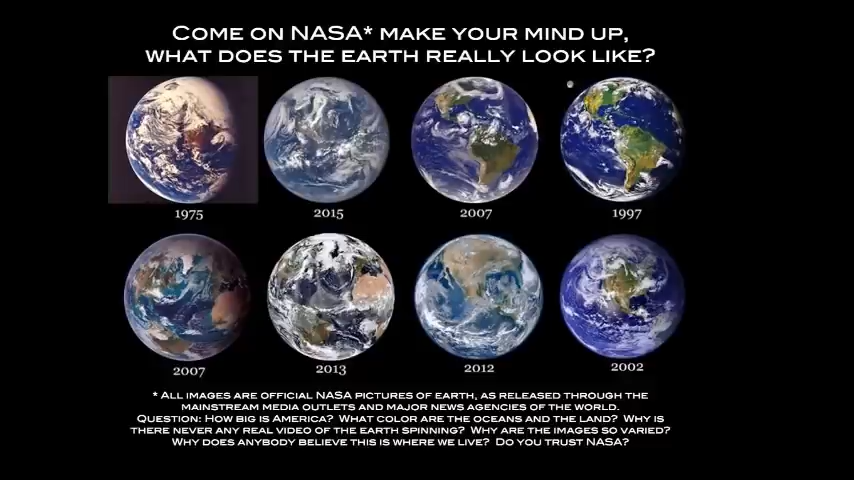 COME ON NASA* MAKE YOUR MIND UP,
WHAT DOES THE EARTH REALLY LOOK LIKE?
1975
2015
2007
1997
2007
2013
2012
2002
* ALL IMAGES ARE OFFICIAL NASA PICTURES OF EARTH, AS RELEASED THROUGH THE
MAINSTREAM MEDIA OUTLETS AND MAJOR NEWS AGENCIES OF THE WORLD.
QUESTION: HOW BIG IS AMERICA? WHAT COLOR ARE THE OCEANS AND THE LAND? WHY IS
THERE NEVER ANY REAL VIDEO OF THE EARTH SPINNING? WHY ARE THE IMAGES SO VARIED?
WHY DOES ANYBODY BELIEVE THIS IS WHERE WE LIVE? DO YOU TRUST NASA?